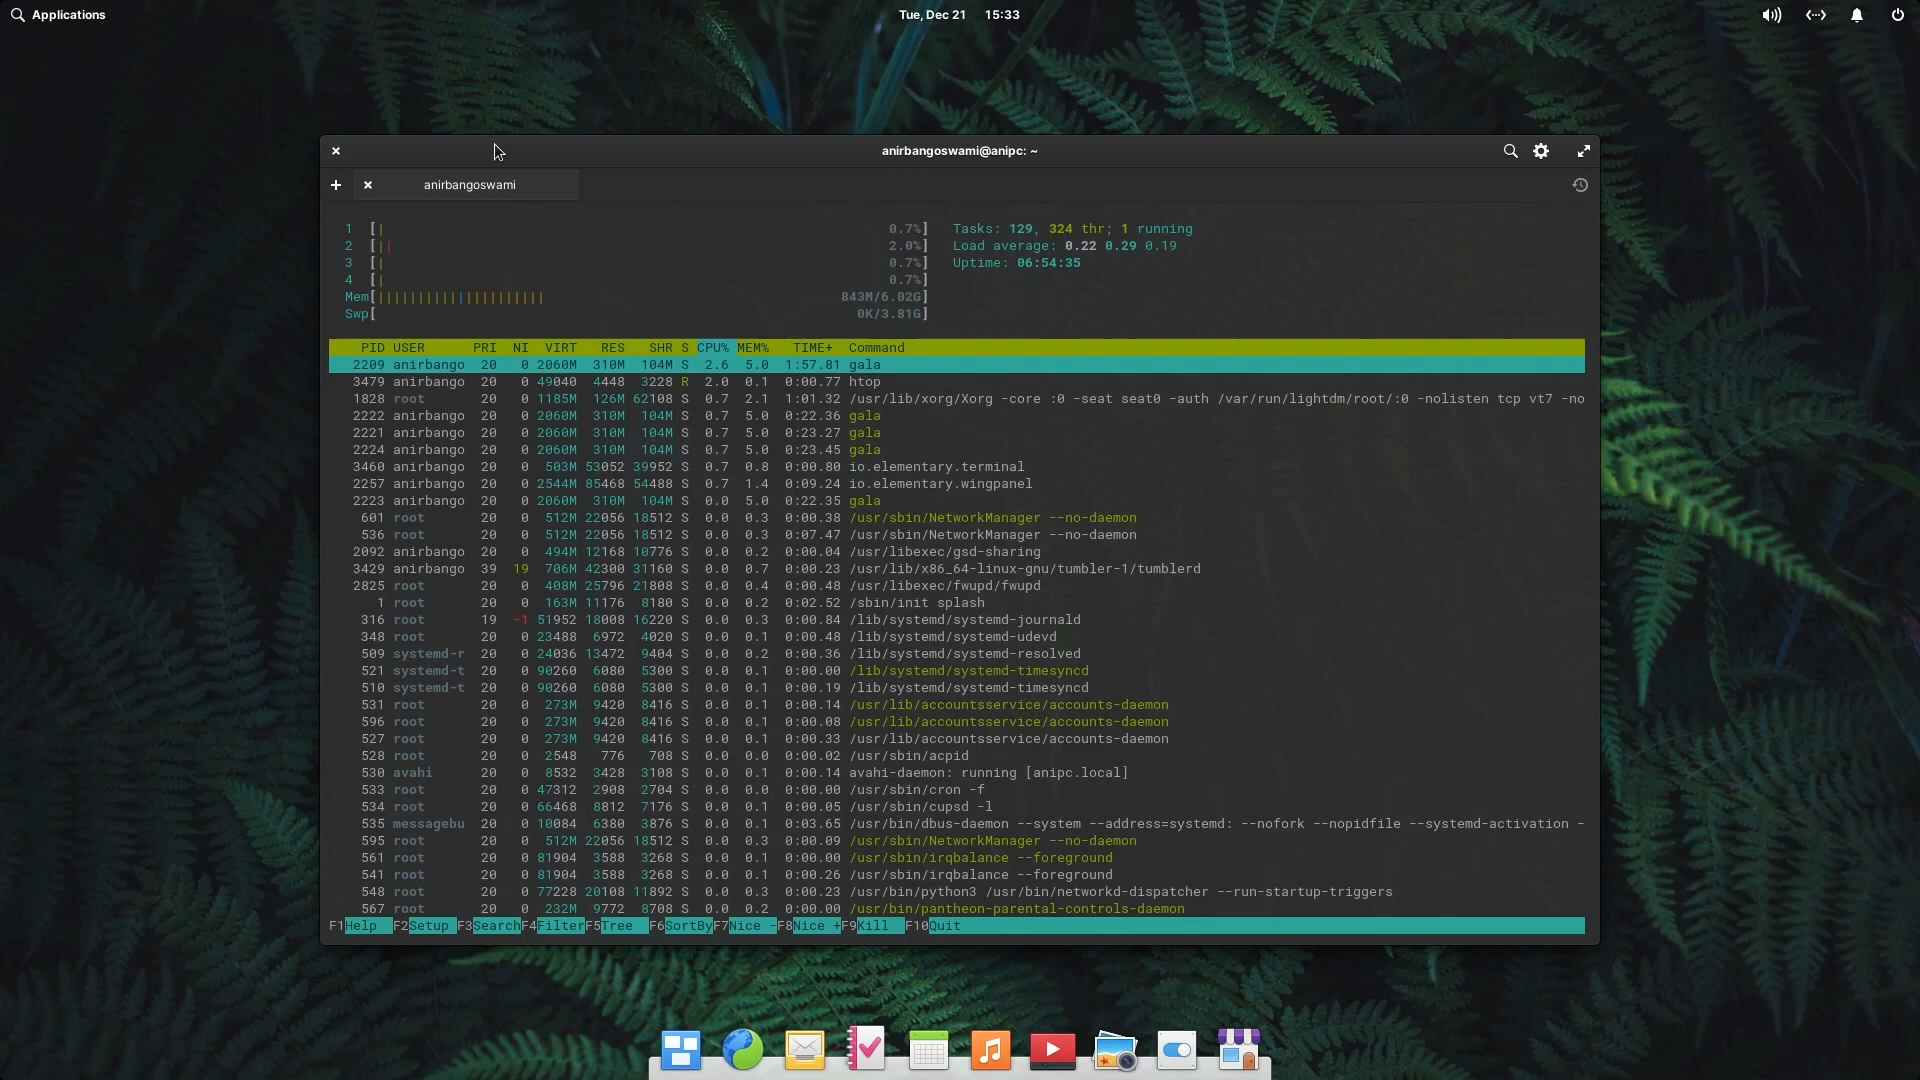 Applications
Tue, Dec 21 15:33
anirbangoswami@anipc: ~
anirbangoswami
1 [| 0.7%] Tasks: 129, 324 thr; 1 running
2 [|| 2.0%] Load average: 0.22 0.29 0.19
3 [| 0.7%] Uptime: 06:54:35
4 [| 0.7%]
Mem[||||||||||||||||||||| 843M/6.02G]
Swp[ 0K/3.81G]
PID USER PRI NI VIRT RES SHR S CPU% MEM% TIME+ Command
2209 anirbango 20 0 2060M 310M 104M S 2.6 5.0 1:57.81 gala
3479 anirbango 20 0 49040 4448 3228 R 2.0 0.1 0:00.77 htop
1828 root 20 0 1185M 126M 62108 S 0.7 2.1 1:01.32 /usr/lib/xorg/Xorg -core :0 -seat seat0 -auth /var/run/lightdm/root/:0 -nolisten tcp vt7 -no
2222 anirbango 20 0 2060M 310M 104M S 0.7 5.0 0:22.36 gala
2221 anirbango 20 0 2060M 310M 104M S 0.7 5.0 0:23.27 gala
2224 anirbango 20 0 2060M 310M 104M S 0.7 5.0 0:23.45 gala
3460 anirbango 20 0 503M 53052 39952 S 0.7 0.8 0:00.80 io.elementary.terminal
2257 anirbango 20 0 2544M 85468 54488 S 0.7 1.4 0:09.24 io.elementary.wingpanel
2223 anirbango 20 0 2060M 310M 104M S 0.0 5.0 0:22.35 gala
601 root 20 0 512M 22056 18512 S 0.0 0.3 0:00.38 /usr/sbin/NetworkManager --no-daemon
536 root 20 0 512M 22056 18512 S 0.0 0.3 0:07.47 /usr/sbin/NetworkManager --no-daemon
2092 anirbango 20 0 494M 12168 10776 S 0.0 0.2 0:00.04 /usr/libexec/gsd-sharing
3429 anirbango 39 19 706M 42300 31160 S 0.0 0.7 0:00.23 /usr/lib/x86_64-linux-gnu/tumbler-1/tumblerd
2825 root 20 0 408M 25796 21808 S 0.0 0.4 0:00.48 /usr/libexec/fwupd/fwupd
1 root 20 0 163M 11176 8180 S 0.0 0.2 0:02.52 /sbin/init splash
316 root 19 -1 51952 18008 16220 S 0.0 0.3 0:00.84 /lib/systemd/systemd-journald
348 root 20 0 23488 6972 4020 S 0.0 0.1 0:00.48 /lib/systemd/systemd-udevd
509 systemd-r 20 0 24036 13472 9404 S 0.0 0.2 0:00.36 /lib/systemd/systemd-resolved
521 systemd-t 20 0 90260 6080 5300 S 0.0 0.1 0:00.00 /lib/systemd/systemd-timesyncd
510 systemd-t 20 0 90260 6080 5300 S 0.0 0.1 0:00.19 /lib/systemd/systemd-timesyncd
531 root 20 0 273M 9420 8416 S 0.0 0.1 0:00.14 /usr/lib/accountsservice/accounts-daemon
596 root 20 0 273M 9420 8416 S 0.0 0.1 0:00.08 /usr/lib/accountsservice/accounts-daemon
527 root 20 0 273M 9420 8416 S 0.0 0.1 0:00.33 /usr/lib/accountsservice/accounts-daemon
528 root 20 0 2548 776 708 S 0.0 0.0 0:00.02 /usr/sbin/acpid
530 avahi 20 0 8532 3428 3108 S 0.0 0.1 0:00.14 avahi-daemon: running [anipc.local]
533 root 20 0 47312 2908 2704 S 0.0 0.0 0:00.00 /usr/sbin/cron -f
534 root 20 0 66468 8812 7176 S 0.0 0.1 0:00.05 /usr/sbin/cupsd -l
535 messagebu 20 0 10084 6380 3876 S 0.0 0.1 0:03.65 /usr/bin/dbus-daemon --system --address=systemd: --nofork --nopidfile --systemd-activation -
595 root 20 0 512M 22056 18512 S 0.0 0.3 0:00.09 /usr/sbin/NetworkManager --no-daemon
561 root 20 0 81904 3588 3268 S 0.0 0.1 0:00.00 /usr/sbin/irqbalance --foreground
541 root 20 0 81904 3588 3268 S 0.0 0.1 0:00.26 /usr/sbin/irqbalance --foreground
548 root 20 0 77228 20108 11892 S 0.0 0.3 0:00.23 /usr/bin/python3 /usr/bin/networkd-dispatcher --run-startup-triggers
567 root 20 0 232M 9772 8708 S 0.0 0.2 0:00.00 /usr/bin/pantheon-parental-controls-daemon
F1Help F2Setup F3SearchF4FilterF5Tree F6SortByF7Nice -F8Nice +F9Kill F10Quit